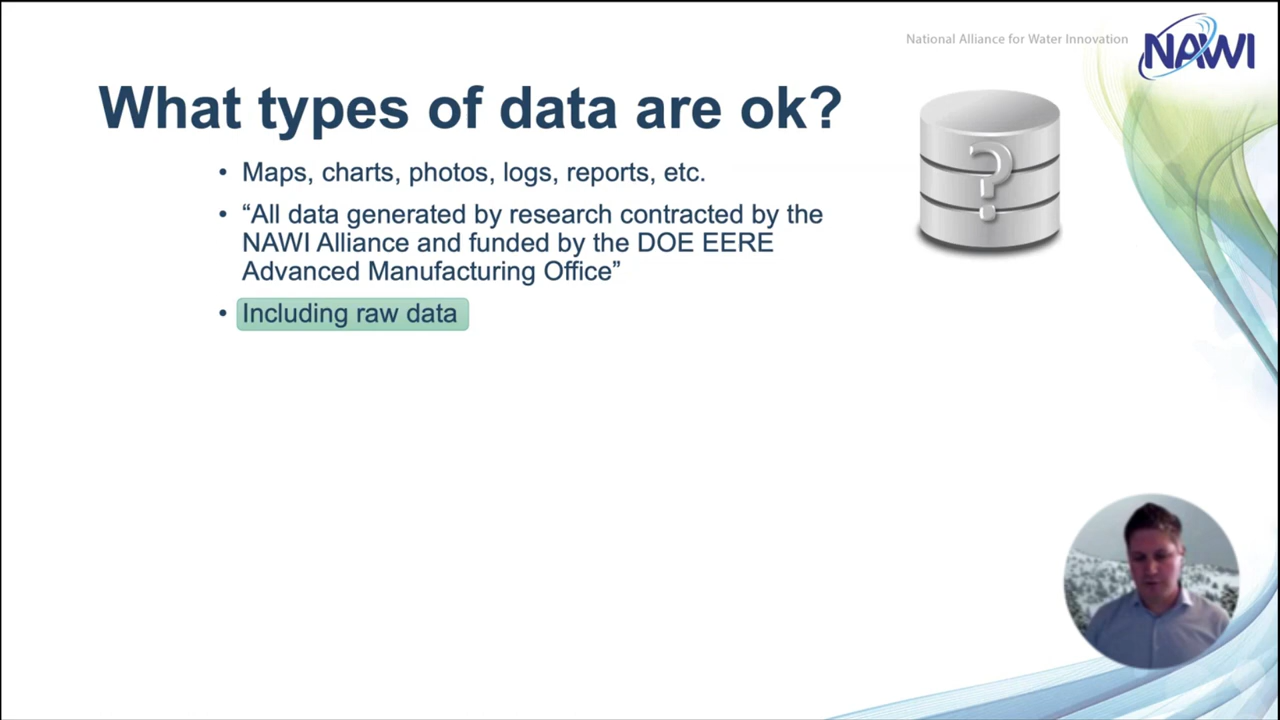 National Alliance for Water Innovation
NAWI
What types of data are ok?
• Maps, charts, photos, logs, reports, etc.
• “All data generated by research contracted by the
NAWI Alliance and funded by the DOE EERE
Advanced Manufacturing Office”
• Including raw data
?